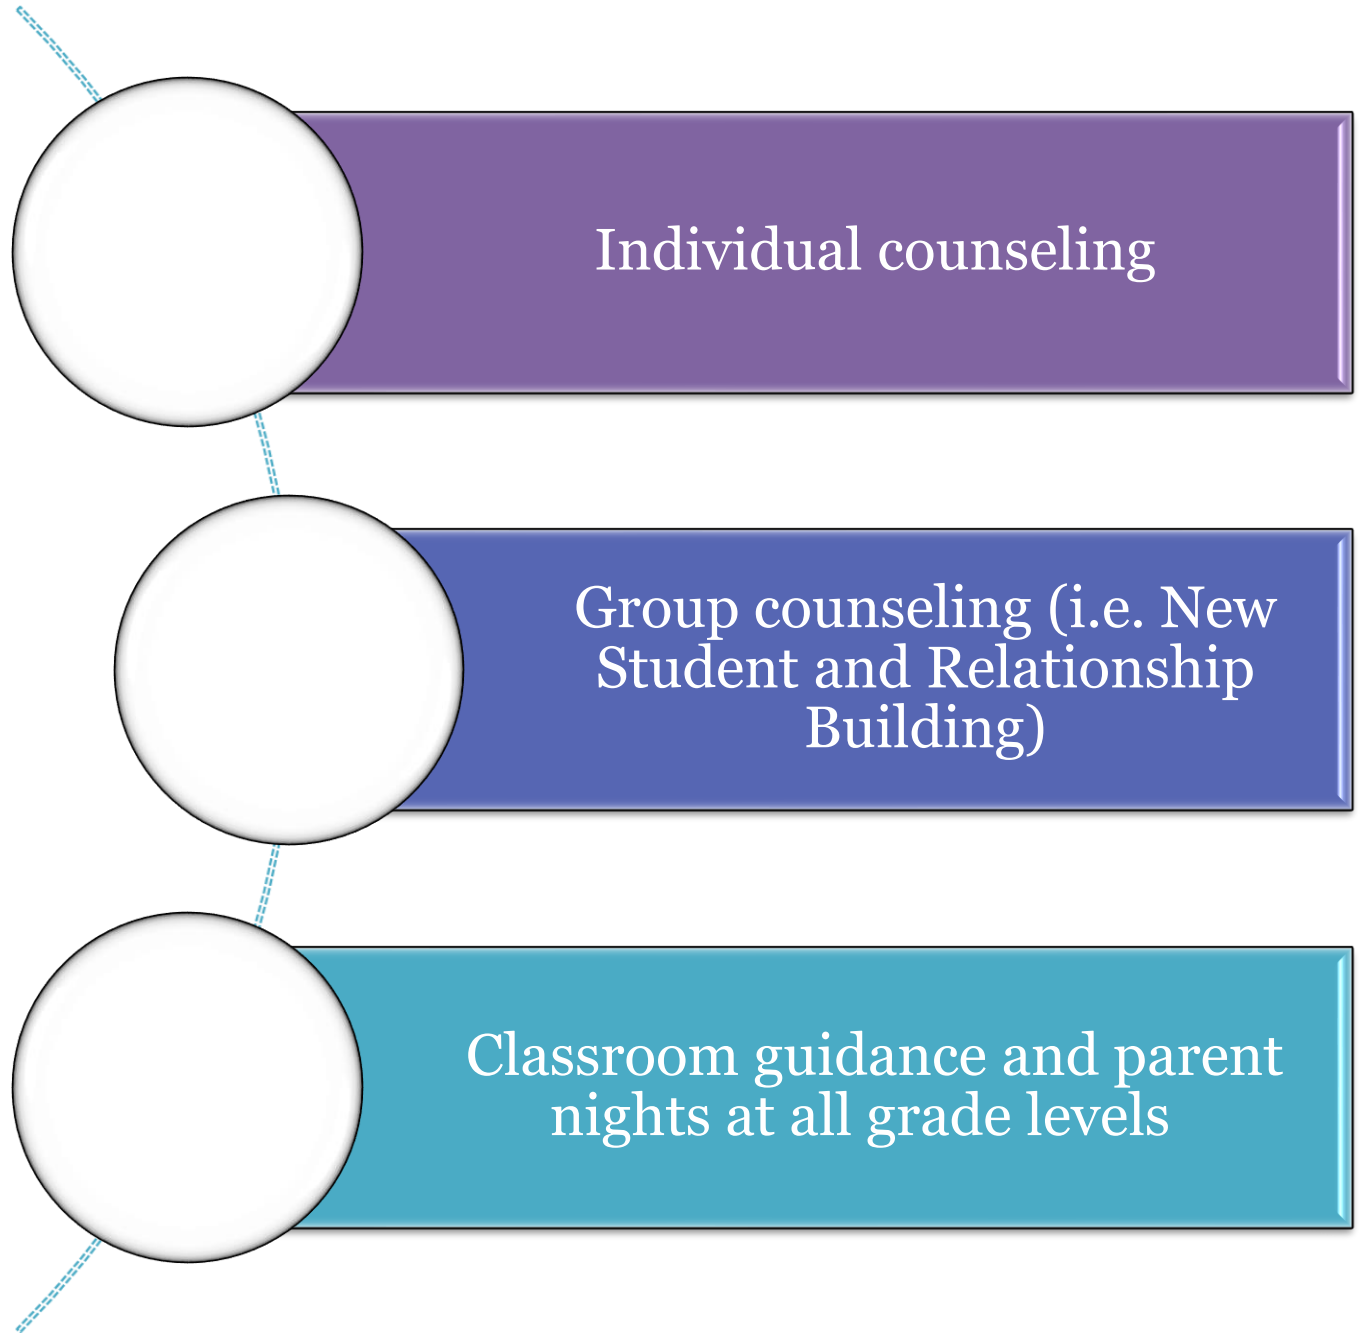 Individual counseling
Group counseling (i.e. New
Student and Relationship
Building)
Classroom guidance and parent
nights at all grade levels